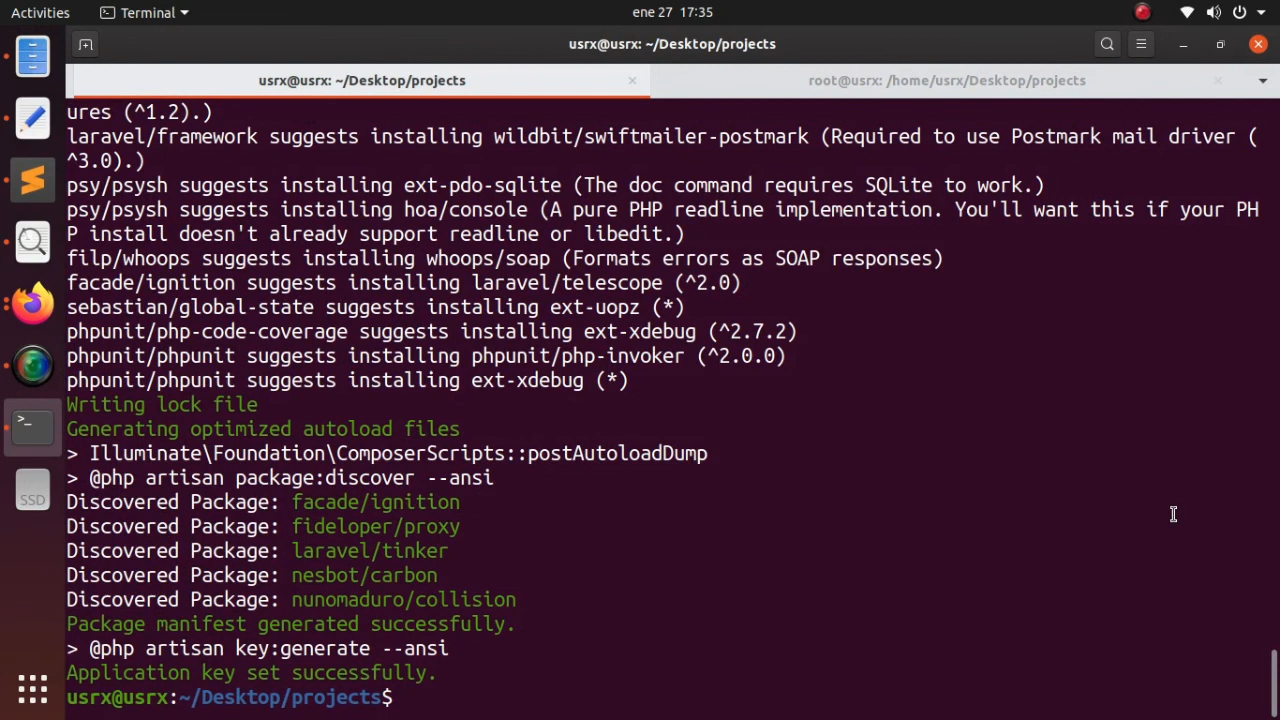 Activities
Terminal
ene 27 17:35
usrx@usrx: ~/Desktop/projects
usrx@usrx: ~/Desktop/projects
root@usrx: /home/usrx/Desktop/projects
ures (^1.2).)
laravel/framework suggests installing wildbit/swiftmailer-postmark (Required to use Postmark mail driver (
^3.0).)
psy/psysh suggests installing ext-pdo-sqlite (The doc command requires SQLite to work.)
psy/psysh suggests installing hoa/console (A pure PHP readline implementation. You'll want this if your PH
P install doesn't already support readline or libedit.)
filp/whoops suggests installing whoops/soap (Formats errors as SOAP responses)
facade/ignition suggests installing laravel/telescope (^2.0)
sebastian/global-state suggests installing ext-uopz (*)
phpunit/php-code-coverage suggests installing ext-xdebug (^2.7.2)
phpunit/phpunit suggests installing phpunit/php-invoker (^2.0.0)
phpunit/phpunit suggests installing ext-xdebug (*)
Writing lock file
Generating optimized autoload files
> Illuminate\Foundation\ComposerScripts::postAutoloadDump
> @php artisan package:discover --ansi
Discovered Package: facade/ignition
Discovered Package: fideloper/proxy
Discovered Package: laravel/tinker
Discovered Package: nesbot/carbon
Discovered Package: nunomaduro/collision
Package manifest generated successfully.
> @php artisan key:generate --ansi
Application key set successfully.
usrx@usrx:~/Desktop/projects$
SSD